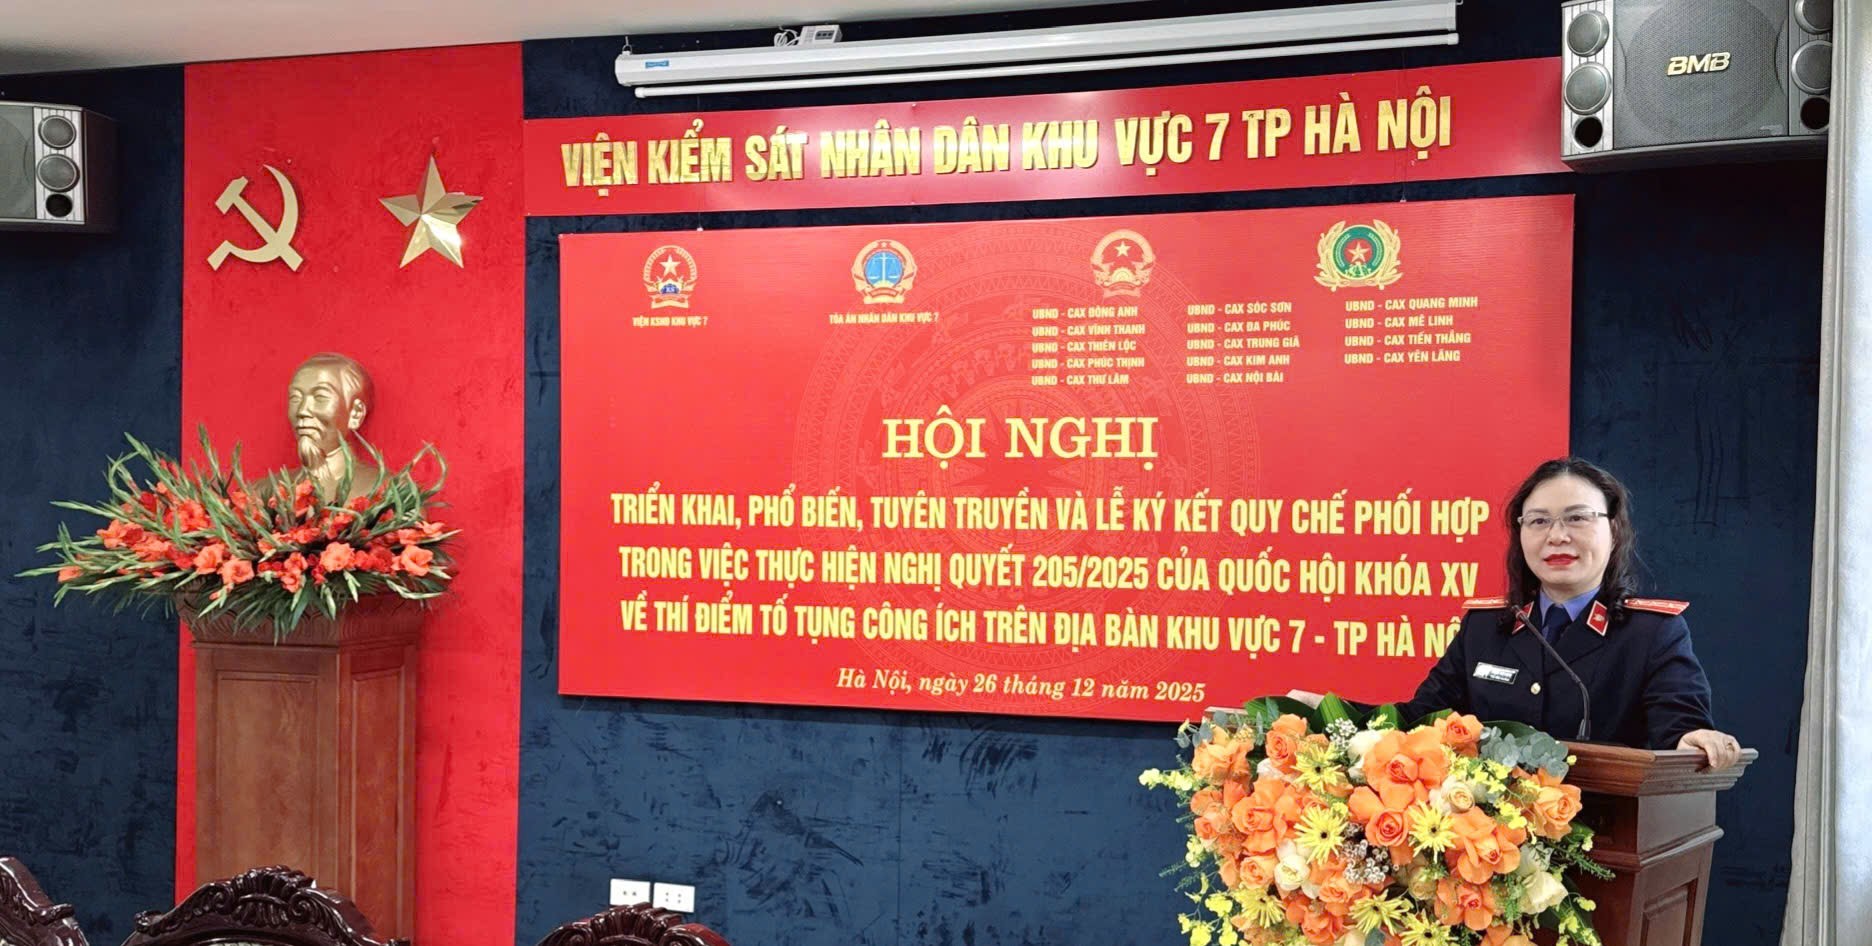 BMB
VIỆN KIỂM SÁT NHÂN DÂN KHU VỰC 7 TP HÀ NỘI
VIỆN KSND KHU VỰC 7
TÒA ÁN NHÂN DÂN KHU VỰC 7
UBND - CAX ĐÔNG ANH
UBND - CAX VĨNH THANH
UBND - CAX THIÊN LỘC
UBND - CAX PHÚC THỊNH
UBND - CAX THƯ LÂM
UBND - CAX SÓC SƠN
UBND - CAX ĐA PHÚC
UBND - CAX TRUNG GIÃ
UBND - CAX KIM ANH
UBND - CAX NỘI BÀI
UBND - CAX QUANG MINH
UBND - CAX MÊ LINH
UBND - CAX TIẾN THẮNG
UBND - CAX YÊN LÃNG
HỘI NGHỊ
TRIỂN KHAI, PHỔ BIẾN, TUYÊN TRUYỀN VÀ LỄ KÝ KẾT QUY CHẾ PHỐI HỢP
TRONG VIỆC THỰC HIỆN NGHỊ QUYẾT 205/2025 CỦA QUỐC HỘI KHÓA XV
VỀ THÍ ĐIỂM TỐ TỤNG CÔNG ÍCH TRÊN ĐỊA BÀN KHU VỰC 7 - TP HÀ NỘ
Hà Nội, ngày 26 tháng 12 năm 2025